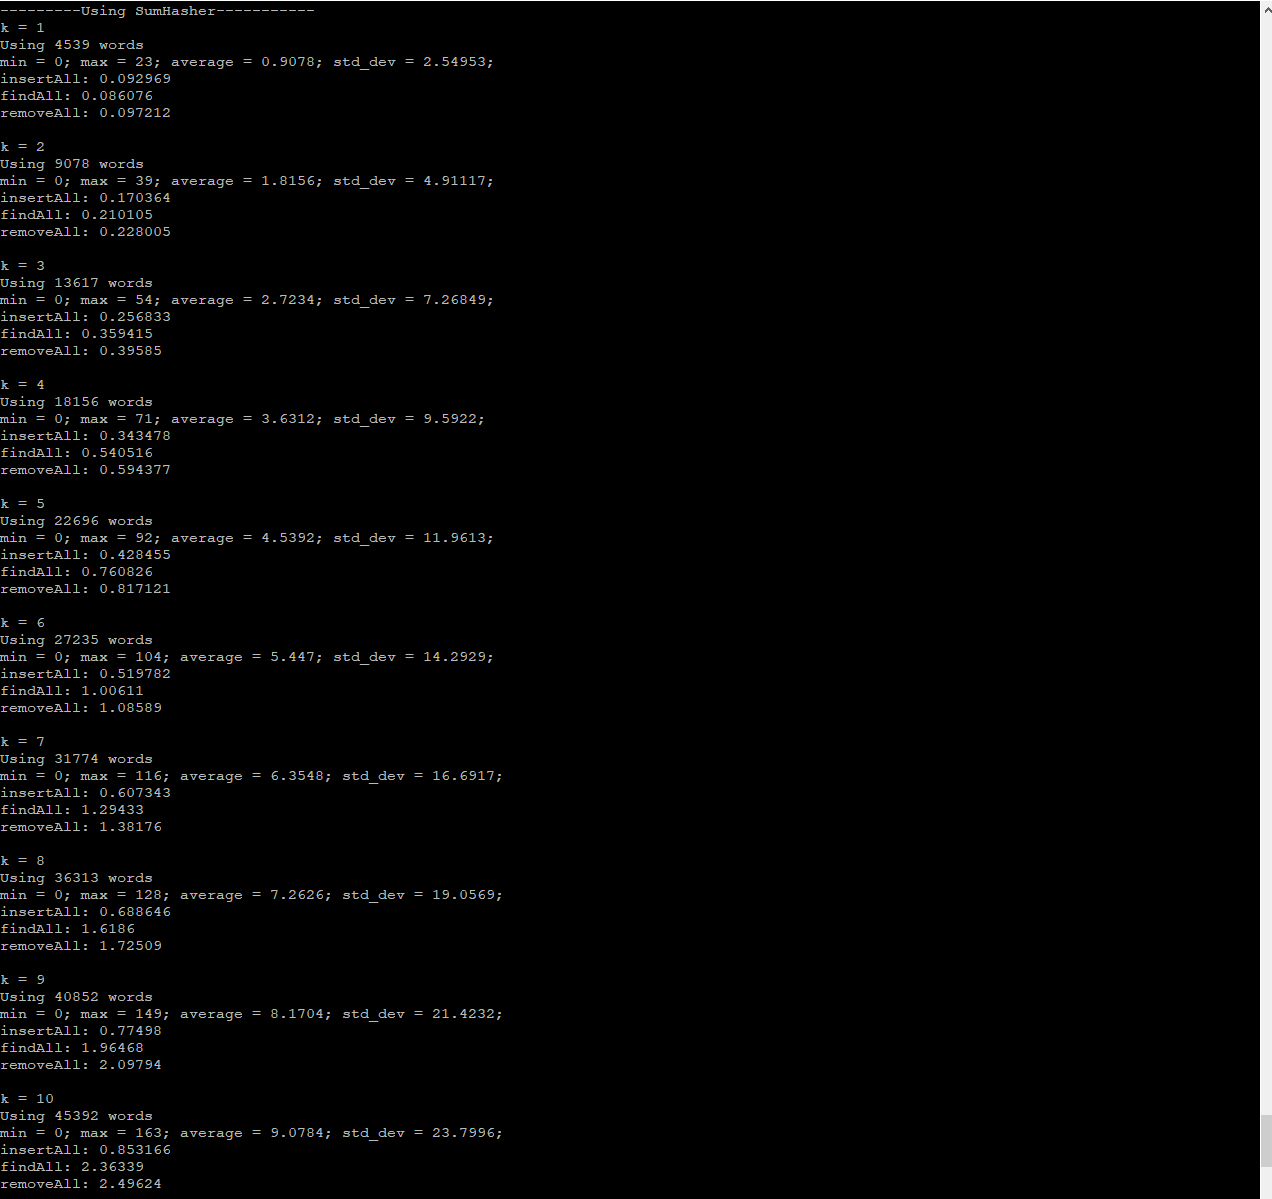 ---------Using SumHasher-----------
k = 1
Using 4539 words
min = 0; max = 23; average = 0.9078; std_dev = 2.54953;
insertAll: 0.092969
findAll: 0.086076
removeAll: 0.097212
k = 2
Using 9078 words
min = 0; max = 39; average = 1.8156; std_dev = 4.91117;
insertAll: 0.170364
findAll: 0.210105
removeAll: 0.228005
k = 3
Using 13617 words
min = 0; max = 54; average = 2.7234; std_dev = 7.26849;
insertAll: 0.256833
findAll: 0.359415
removeAll: 0.39585
k = 4
Using 18156 words
min = 0; max = 71; average = 3.6312; std_dev = 9.5922;
insertAll: 0.343478
findAll: 0.540516
removeAll: 0.594377
k = 5
Using 22696 words
min = 0; max = 92; average = 4.5392; std_dev = 11.9613;
insertAll: 0.428455
findAll: 0.760826
removeAll: 0.817121
k = 6
Using 27235 words
min = 0; max = 104; average = 5.447; std_dev = 14.2929;
insertAll: 0.519782
findAll: 1.00611
removeAll: 1.08589
k = 7
Using 31774 words
min = 0; max = 116; average = 6.3548; std_dev = 16.6917;
insertAll: 0.607343
findAll: 1.29433
removeAll: 1.38176
k = 8
Using 36313 words
min = 0; max = 128; average = 7.2626; std_dev = 19.0569;
insertAll: 0.688646
findAll: 1.6186
removeAll: 1.72509
k = 9
Using 40852 words
min = 0; max = 149; average = 8.1704; std_dev = 21.4232;
insertAll: 0.77498
findAll: 1.96468
removeAll: 2.09794
k = 10
Using 45392 words
min = 0; max = 163; average = 9.0784; std_dev = 23.7996;
insertAll: 0.853166
findAll: 2.36339
removeAll: 2.49624